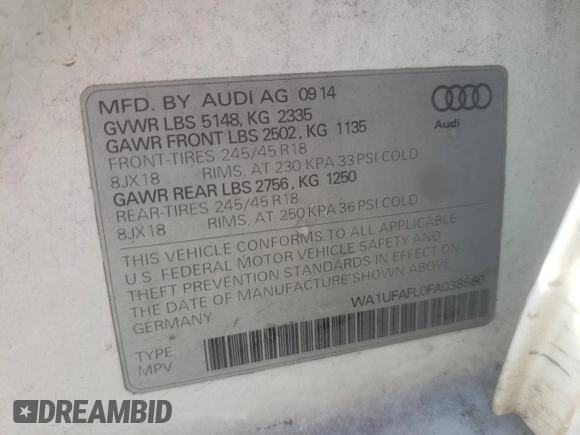 MFD. BY AUDI AG 09 14
GVWR LBS 5148, KG 2335
GAWR FRONT LBS 2502, KG 1135
FRONT-TIRES 245/45 R18
8JX18 RIMS, AT 230 KPA 33 PSI COLD
GAWR REAR LBS 2756, KG 1250
REAR-TIRES 245/45 R18
8JX18 RIMS, AT 250 KPA 36 PSI COLD
Audi
THIS VEHICLE CONFORMS TO ALL APPLICABLE
U S FEDERAL MOTOR VEHICLE SAFETY AND
THEFT PREVENTION STANDARDS IN EFFECT ON
THE DATE OF MANUFACTURE SHOWN ABOVE.
GERMANY
WA1UFAFL0FA038560
TYPE
MPV
DREAMBID